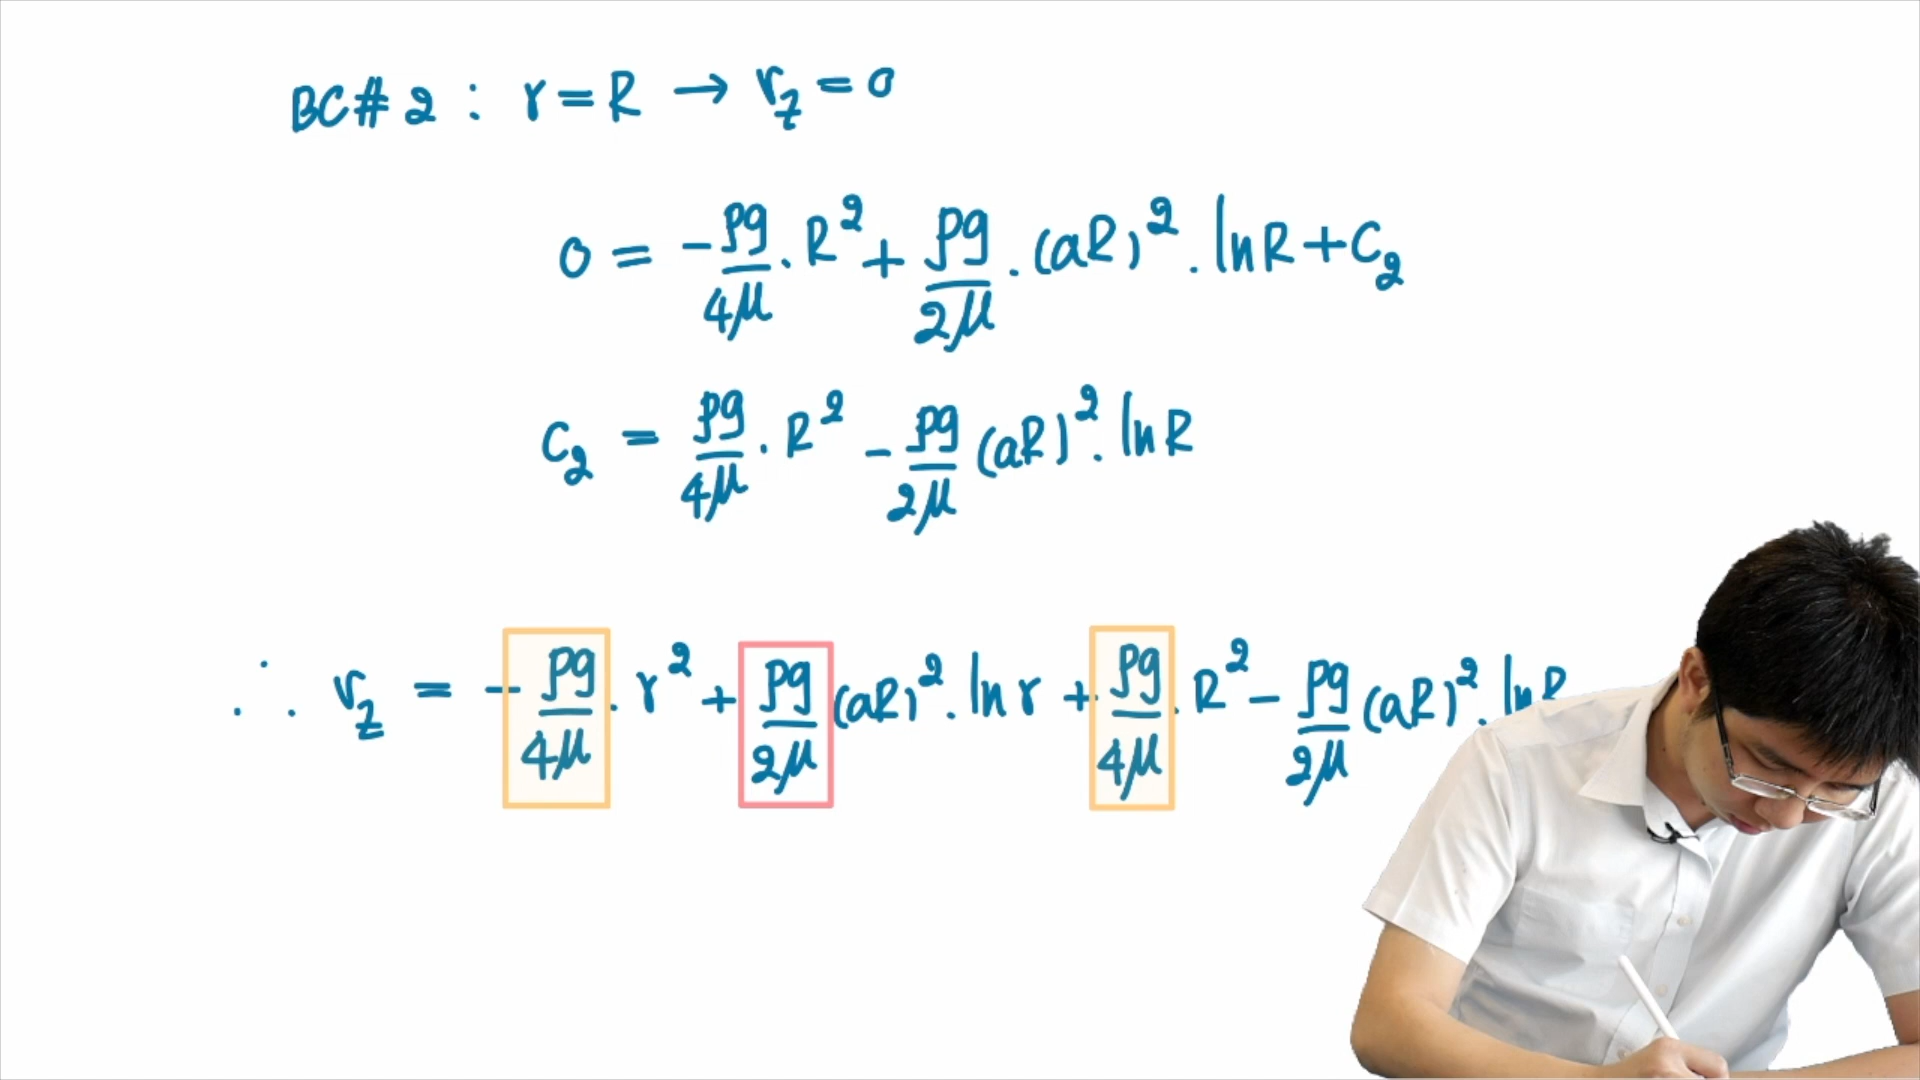 BC# 2 : r = R → v_z = 0
0 = -ρg/4μ · R² + ρg/2μ · (aR)² · ln R + C₂
C₂ = ρg/4μ · R² - ρg/2μ (aR)² · ln R
∴ v_z = -ρg/4μ · r² + ρg/2μ (aR)² · ln r + ρg/4μ · R² - ρg/2μ (aR)² · ln R